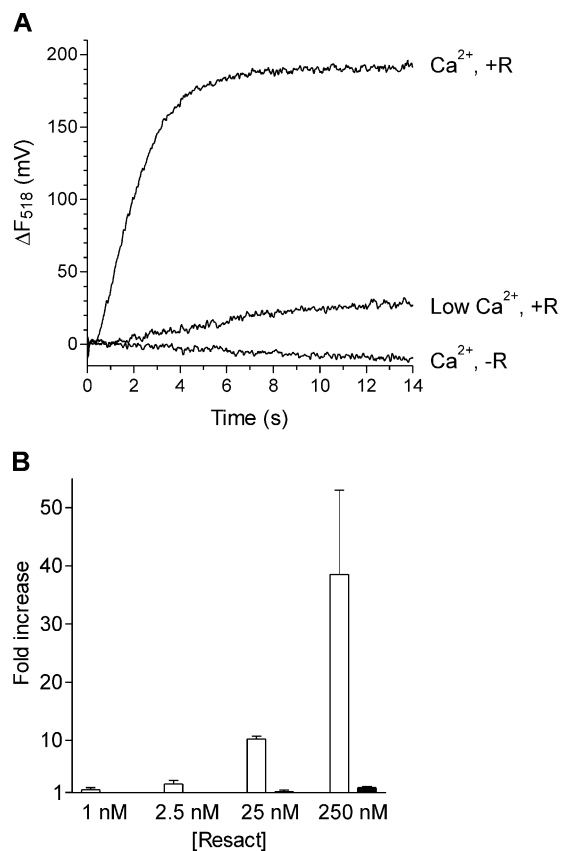 A
200
150
100
50
0
ΔF518 (mV)
Ca2+, +R
Low Ca2+, +R
Ca2+, -R
0 2 4 6 8 10 12 14
Time (s)
B
50
40
30
20
10
1
Fold increase
1 nM 2.5 nM 25 nM 250 nM
[Resact]